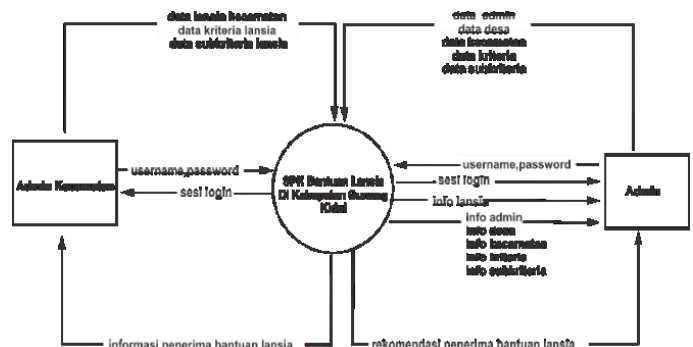 data lansia kecamatan
data kriteria lansia
data subkriteria lansia
data admin
data desa
data kecamatan
data kriteria
data subkriteria
Admin Kecamatan
username,password
sesi login
SPK Bantuan Lansia
Di Kabupaten Gunung
Kidul
username,password
sesi login
info lansia
info admin
info desa
info kecamatan
info kriteria
info subkriteria
Admin
informasi penerima bantuan lansia
rekomendasi penerima bantuan lansia